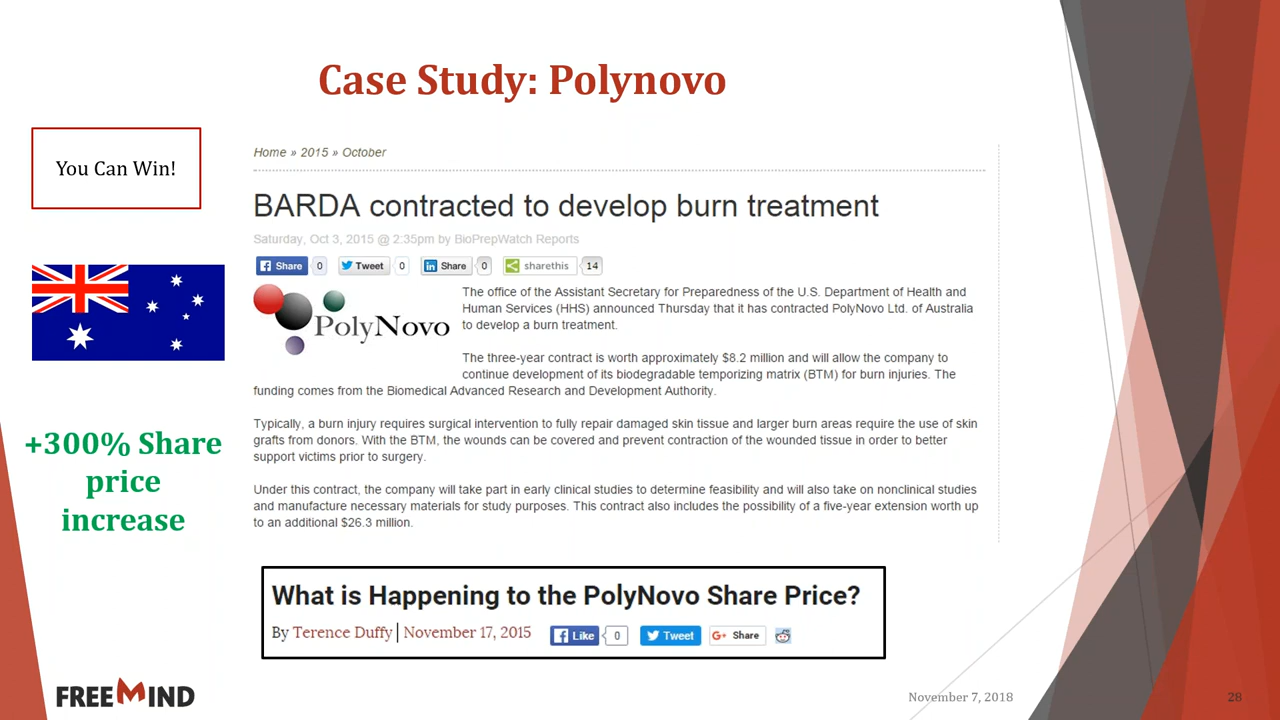 Case Study: Polynovo
You Can Win!
Home » 2015 » October
BARDA contracted to develop burn treatment
Saturday, Oct 3, 2015 @ 2:35pm by BioPrepWatch Reports
Share 0 Tweet 0 Share 0 sharethis 14
PolyNovo
The office of the Assistant Secretary for Preparedness of the U.S. Department of Health and
Human Services (HHS) announced Thursday that it has contracted PolyNovo Ltd. of Australia
to develop a burn treatment.
The three-year contract is worth approximately $8.2 million and will allow the company to
continue development of its biodegradable temporizing matrix (BTM) for burn injuries. The
funding comes from the Biomedical Advanced Research and Development Authority.
Typically, a burn injury requires surgical intervention to fully repair damaged skin tissue and larger burn areas require the use of skin
grafts from donors. With the BTM, the wounds can be covered and prevent contraction of the wounded tissue in order to better
support victims prior to surgery.
Under this contract, the company will take part in early clinical studies to determine feasibility and will also take on nonclinical studies
and manufacture necessary materials for study purposes. This contract also includes the possibility of a five-year extension worth up
to an additional $26.3 million.
+300% Share
price
increase
What is Happening to the PolyNovo Share Price?
By Terence Duffy | November 17, 2015 Like 0 Tweet G+ Share
FREEMIND
November 7, 2018
28